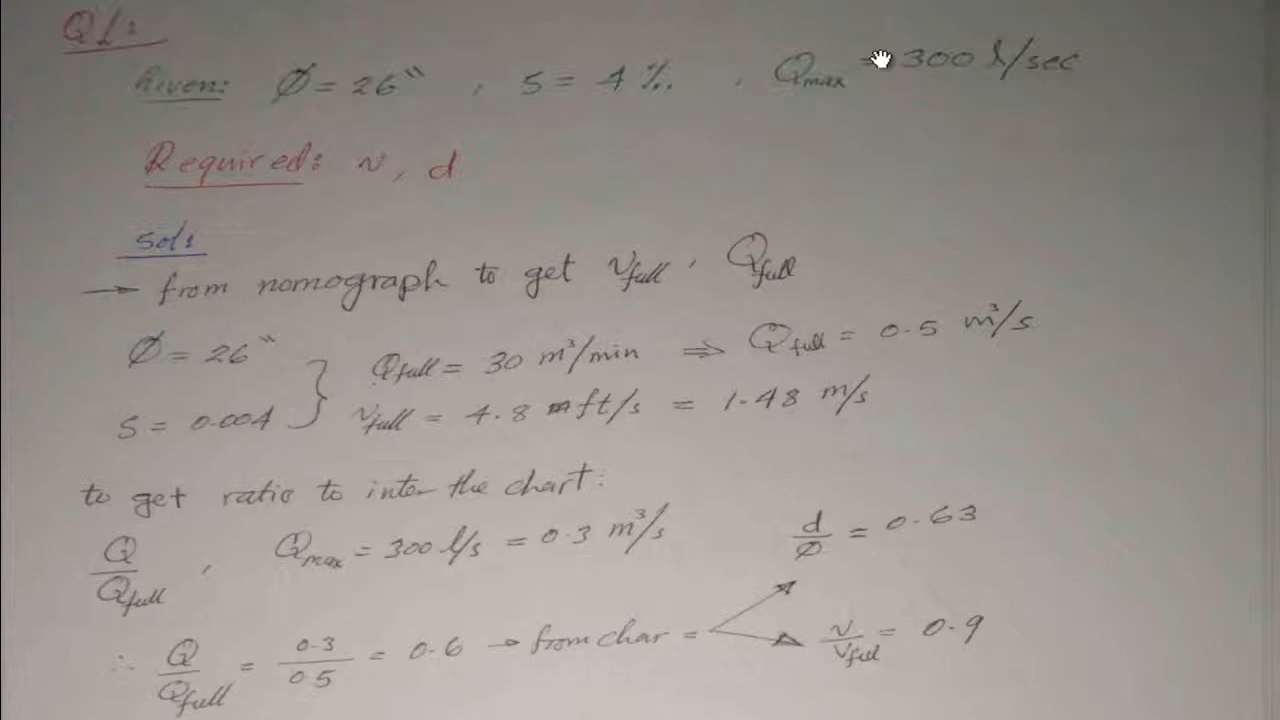 Q1:
Given: Ø = 26" , S = 4 ‰ , Qmax = 300 l/sec
Required: v, d
sol:
→ from nomograph to get vfull , Qfull
Ø = 26" } Qfull = 30 m³/min ⇒ Qfull = 0.5 m³/s
S = 0.004 } vfull = 4.8 ft/s = 1.48 m/s
to get ratio to inter the chart:
Q/Qfull , Qmax = 300 l/s = 0.3 m³/s d/Ø = 0.63
∴ Q/Qfull = 0.3/0.5 = 0.6 → from char = v/vfull = 0.9